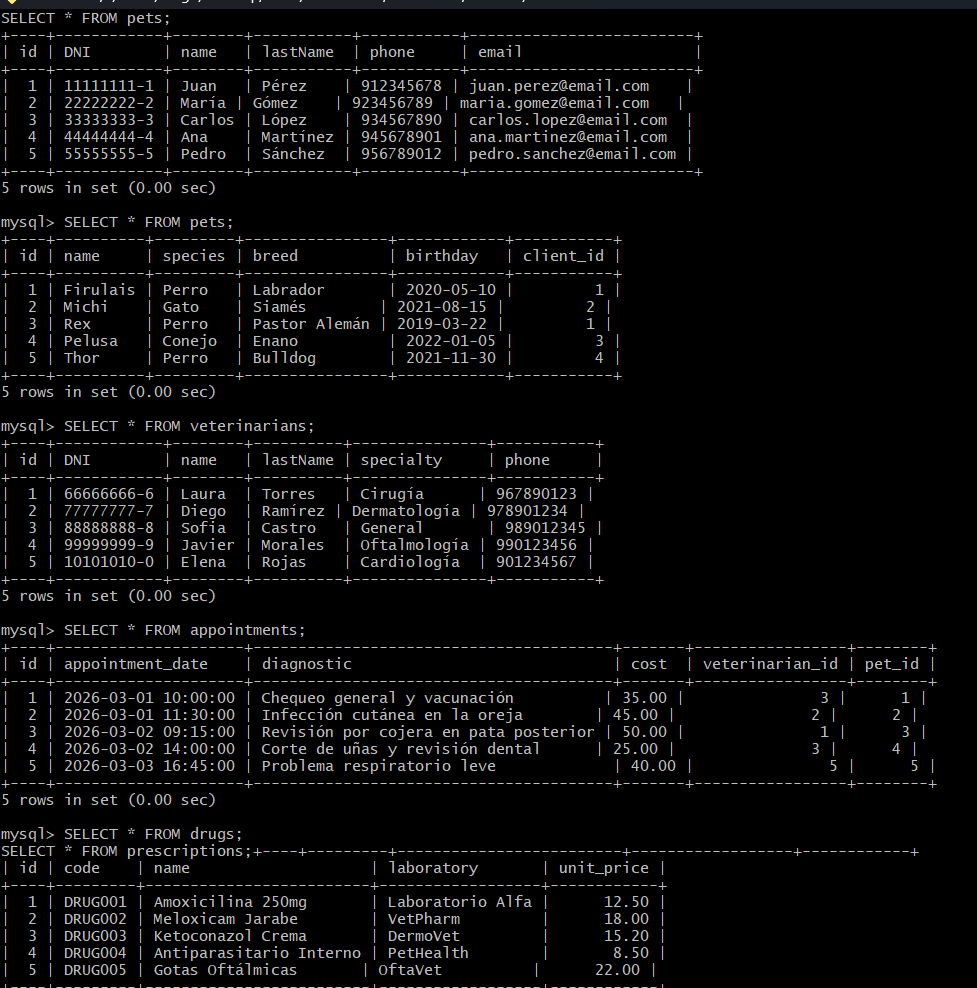 SELECT * FROM pets;
+----+------------+--------+-----------+-----------+-------------------------+
| id | DNI        | name   | lastName  | phone     | email                   |
+----+------------+--------+-----------+-----------+-------------------------+
|  1 | 11111111-1 | Juan   | Pérez    | 912345678 | juan.perez@email.com    |
|  2 | 22222222-2 | María | Gómez    | 923456789 | maria.gomez@email.com   |
|  3 | 33333333-3 | Carlos | López    | 934567890 | carlos.lopez@email.com  |
|  4 | 44444444-4 | Ana    | Martínez | 945678901 | ana.martinez@email.com  |
|  5 | 55555555-5 | Pedro  | Sánchez  | 956789012 | pedro.sanchez@email.com |
+----+------------+--------+-----------+-----------+-------------------------+
5 rows in set (0.00 sec)
mysql> SELECT * FROM pets;
+----+----------+---------+----------------+------------+-----------+
| id | name     | species | breed          | birthday   | client_id |
+----+----------+---------+----------------+------------+-----------+
|  1 | Firulais | Perro   | Labrador       | 2020-05-10 |         1 |
|  2 | Michi    | Gato    | Siamés        | 2021-08-15 |         2 |
|  3 | Rex      | Perro   | Pastor Alemán | 2019-03-22 |         1 |
|  4 | Pelusa   | Conejo  | Enano          | 2022-01-05 |         3 |
|  5 | Thor     | Perro   | Bulldog        | 2021-11-30 |         4 |
+----+----------+---------+----------------+------------+-----------+
5 rows in set (0.00 sec)
mysql> SELECT * FROM veterinarians;
+----+------------+--------+----------+---------------+-----------+
| id | DNI        | name   | lastName | specialty     | phone     |
+----+------------+--------+----------+---------------+-----------+
|  1 | 66666666-6 | Laura  | Torres   | Cirugía      | 967890123 |
|  2 | 77777777-7 | Diego  | Ramírez | Dermatología | 978901234 |
|  3 | 88888888-8 | Sofia  | Castro   | General       | 989012345 |
|  4 | 99999999-9 | Javier | Morales  | Oftalmología | 990123456 |
|  5 | 10101010-0 | Elena  | Rojas    | Cardiología  | 901234567 |
+----+------------+--------+----------+---------------+-----------+
5 rows in set (0.00 sec)
mysql> SELECT * FROM appointments;
+----+---------------------+---------------------------------------+-------+-----------------+--------+
| id | appointment_date    | diagnostic                            | cost  | veterinarian_id | pet_id |
+----+---------------------+---------------------------------------+-------+-----------------+--------+
|  1 | 2026-03-01 10:00:00 | Chequeo general y vacunación          | 35.00 |               3 |      1 |
|  2 | 2026-03-01 11:30:00 | Infección cutánea en la oreja        | 45.00 |               2 |      2 |
|  3 | 2026-03-02 09:15:00 | Revisión por cojera en pata posterior | 50.00 |               1 |      3 |
|  4 | 2026-03-02 14:00:00 | Corte de uñas y revisión dental      | 25.00 |               3 |      4 |
|  5 | 2026-03-03 16:45:00 | Problema respiratorio leve             | 40.00 |               5 |      5 |
+----+---------------------+---------------------------------------+-------+-----------------+--------+
5 rows in set (0.00 sec)
mysql> SELECT * FROM drugs;
SELECT * FROM prescriptions;+----+---------+-------------------------+------------------+------------+
| id | code    | name                    | laboratory       | unit_price |
+----+---------+-------------------------+------------------+------------+
|  1 | DRUG001 | Amoxicilina 250mg       | Laboratorio Alfa |      12.50 |
|  2 | DRUG002 | Meloxicam Jarabe        | VetPharm         |      18.00 |
|  3 | DRUG003 | Ketoconazol Crema       | DermoVet         |      15.20 |
|  4 | DRUG004 | Antiparasitario Interno | PetHealth        |       8.50 |
|  5 | DRUG005 | Gotas Oftálmicas       | OftaVet          |      22.00 |
+----+---------+-------------------------+------------------+------------+